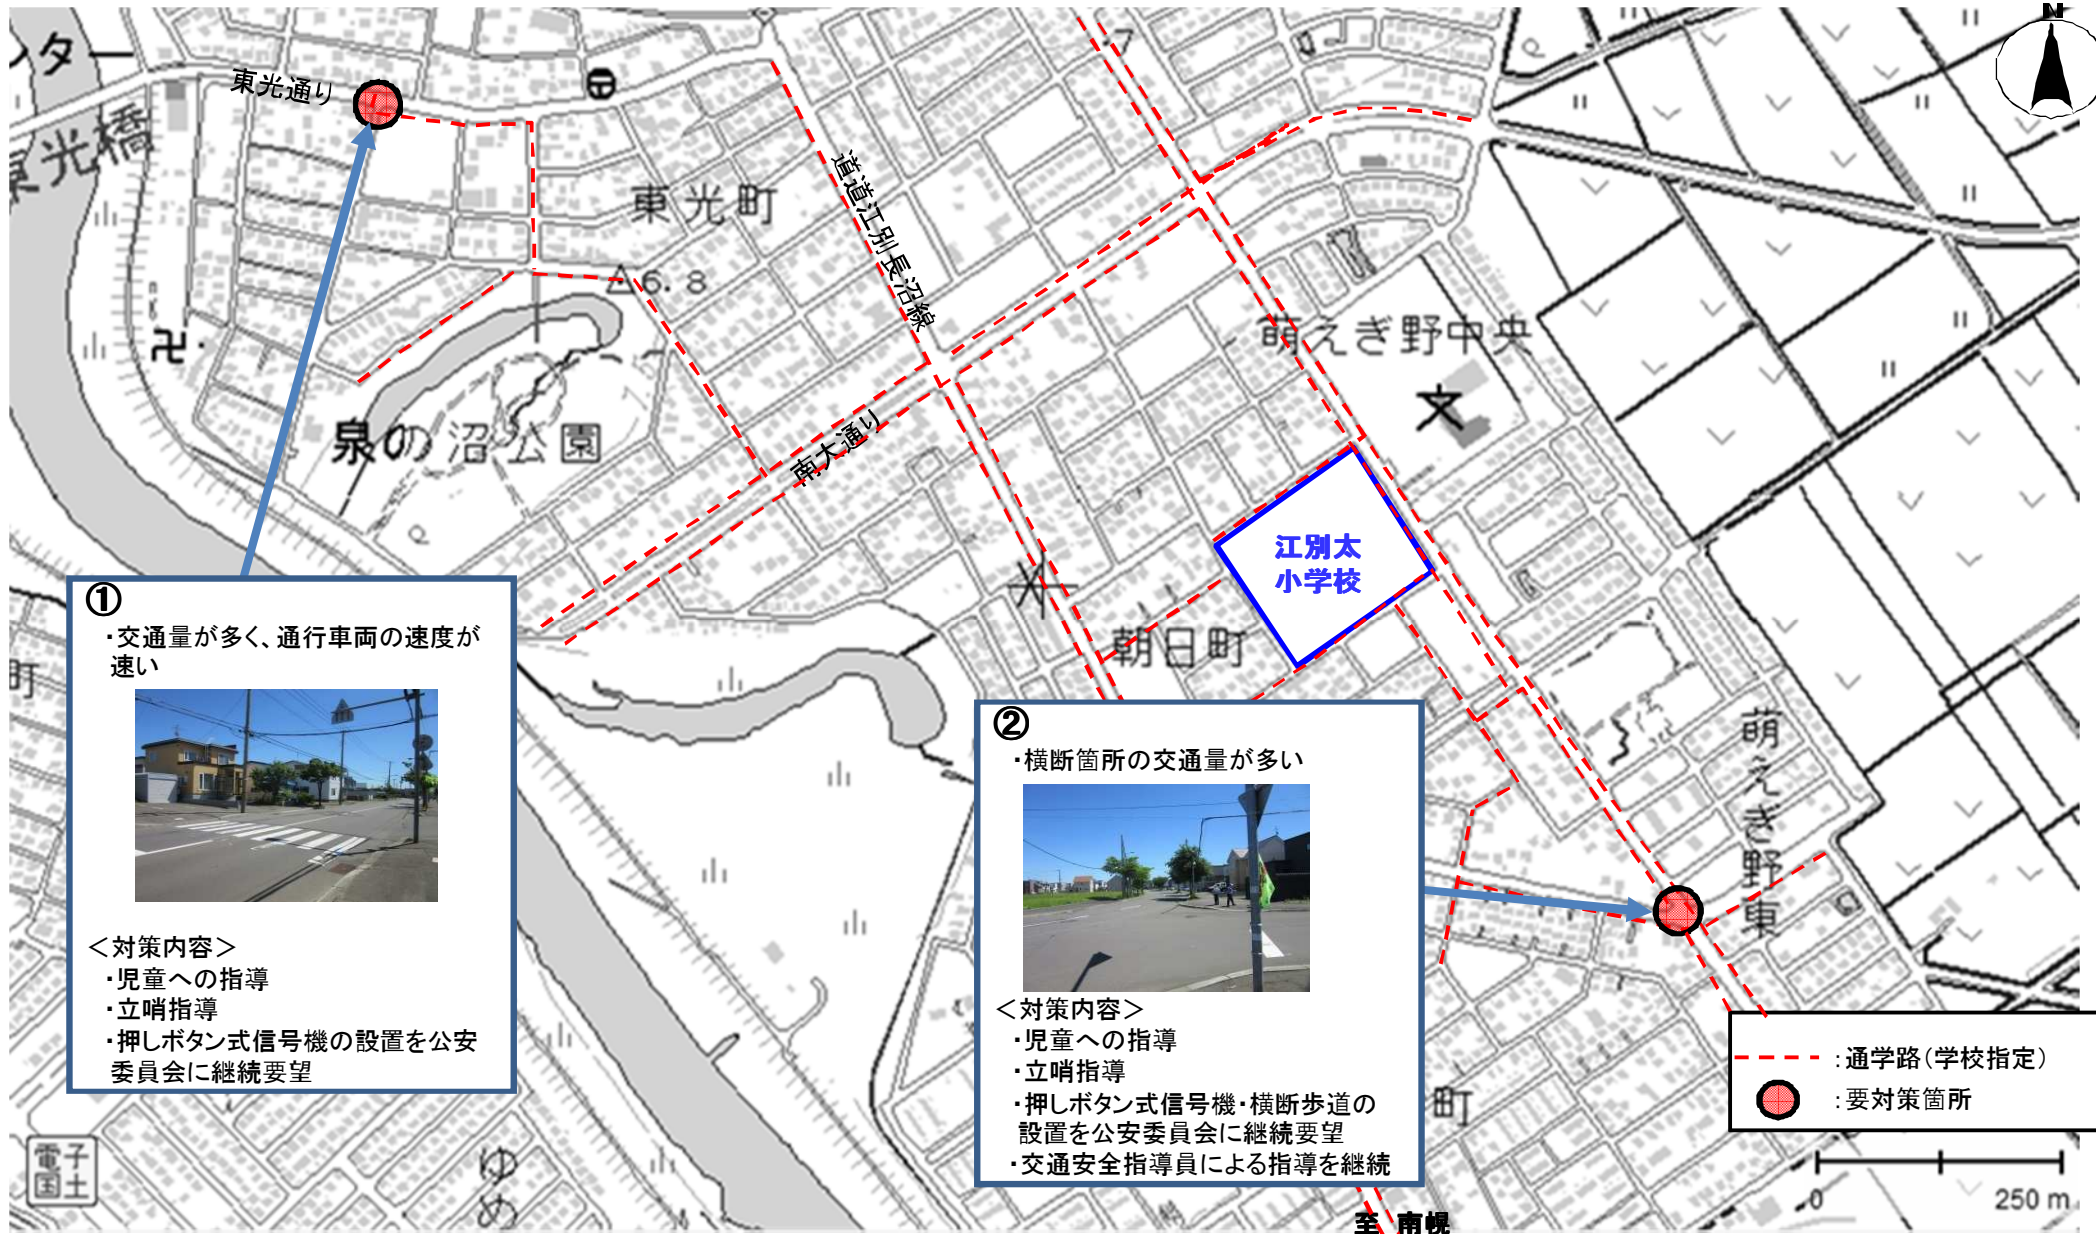 N
ンター
東光通り
東光橋
7
東光町
道道江別長沼線
6.8
萌えぎ野中央
文
泉の沼公園
南大通り
江別太
小学校
朝日町
萌えぎ野東
町
①
・交通量が多く、通行車両の速度が
速い
<対策内容>
・児童への指導
・立哨指導
・押しボタン式信号機の設置を公安
委員会に継続要望
②
・横断箇所の交通量が多い
<対策内容>
・児童への指導
・立哨指導
・押しボタン式信号機・横断歩道の
設置を公安委員会に継続要望
・交通安全指導員による指導を継続
:通学路(学校指定)
:要対策箇所
町
電子
国土
ゆめ
0
250 m
至 南幌